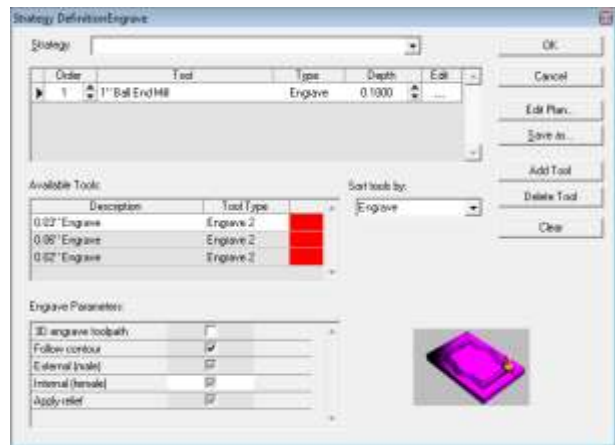 Strategy Definition:Engrave
Strategy:
OK
Order Tool Type Depth Edit
1 1" Ball End Mill Engrave 0.1000 ...
Cancel
Edit Plan...
Save as...
Add Tool
Available Tools:
Sort tools by:
Delete Tool
Description Tool Type
Engrave
0.03" Engrave Engrave 2
0.06" Engrave Engrave 2
Clear
0.02" Engrave Engrave 2
Engrave Parameters:
3D engrave toolpath
Follow contour
External (male)
Internal (female)
Apply relief